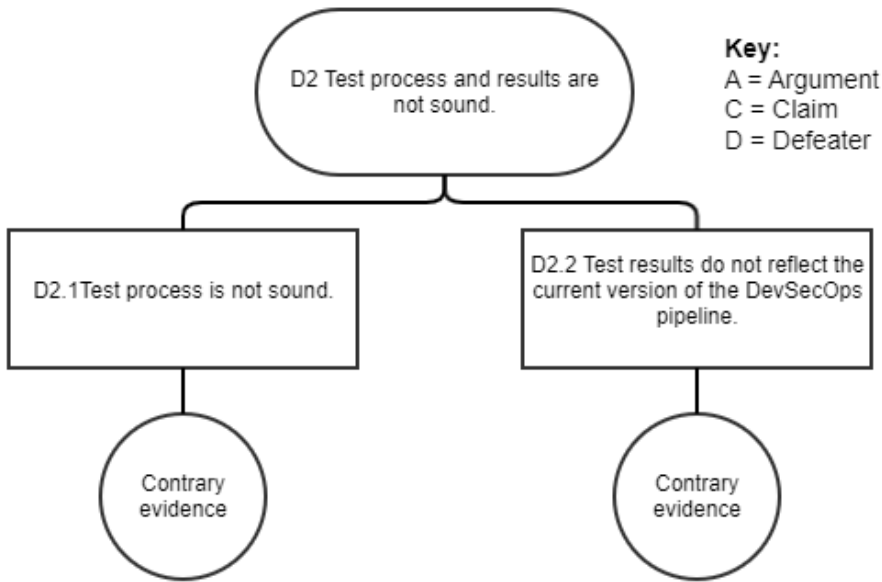 D2 Test process and results are
not sound.
Key:
A = Argument
C = Claim
D = Defeater
D2.1Test process is not sound.
D2.2 Test results do not reflect the
current version of the DevSecOps
pipeline.
Contrary
evidence
Contrary
evidence